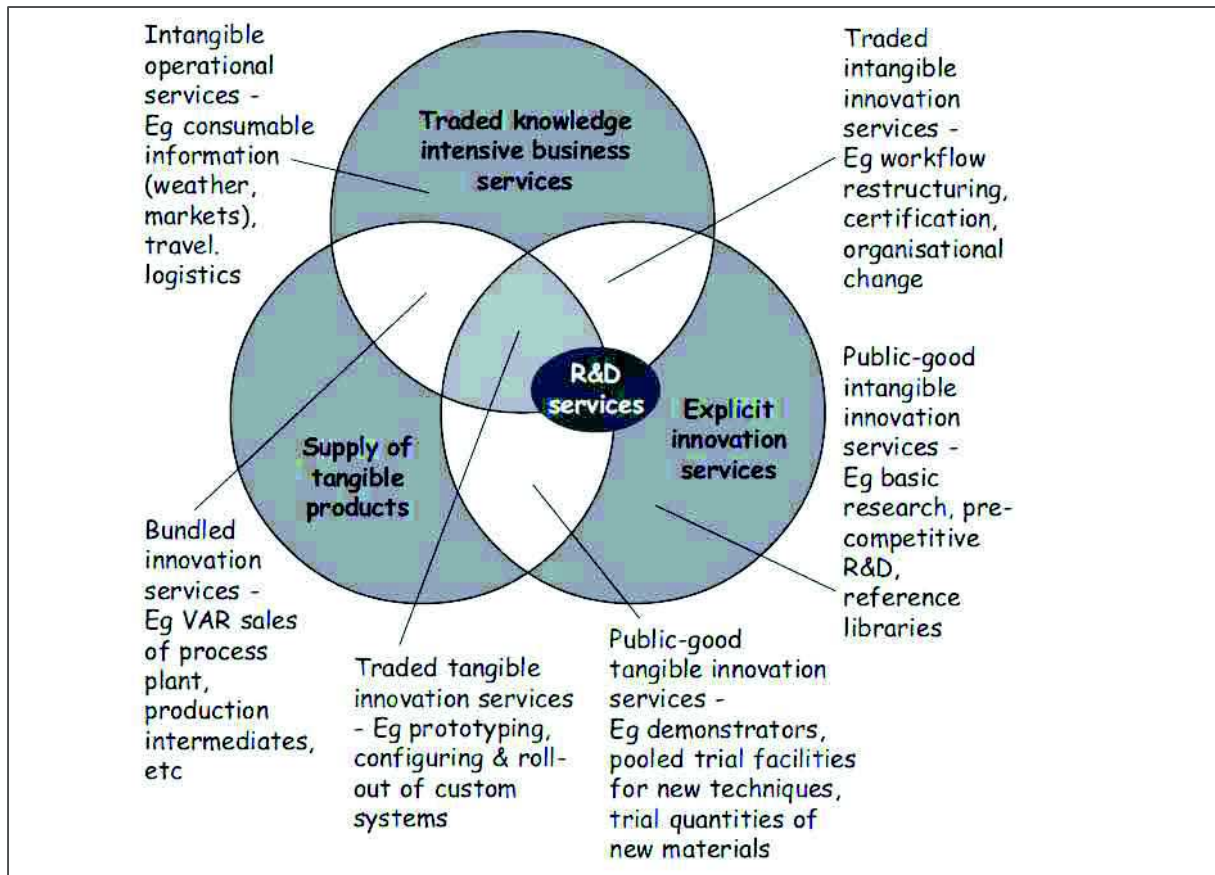 Intangible
operational
services -
Eg consumable
information
(weather,
markets),
travel.
logistics
Traded knowledge
intensive business
services
Traded
intangible
innovation
services -
Eg workflow
restructuring,
certification,
organisational
change
R&D
services
Explicit
innovation
services
Supply of
tangible
products
Public-good
intangible
innovation
services -
Eg basic
research, pre-
competitive
R&D,
reference
libraries
Bundled
innovation
services -
Eg VAR sales
of process
plant,
production
intermediates,
etc
Traded tangible
innovation services
- Eg prototyping,
configuring & roll-
out of custom
systems
Public-good
tangible innovation
services -
Eg demonstrators,
pooled trial facilities
for new techniques,
trial quantities of
new materials